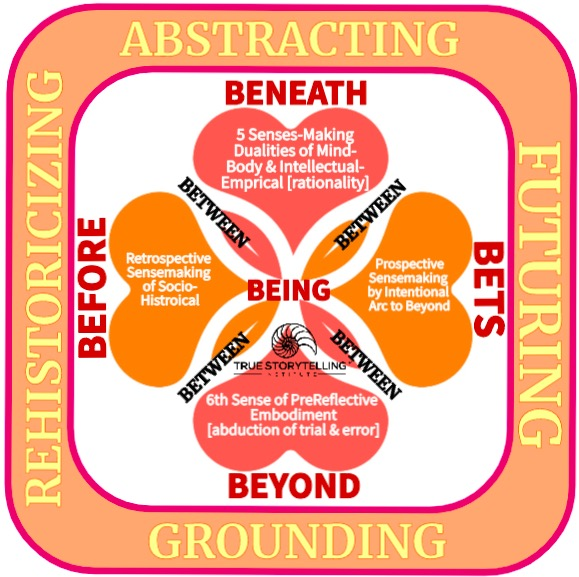 ABSTRACTING
BENEATH
5 Senses-Making
Dualities of Mind-
Body & Intellectual-
Emprical [rationality]
REHISTORICIZING
BEFORE
BETWEEN
BETWEEN
Retrospective
Sensemaking
of Socio-
Histroical
BEING
Prospective
Sensemaking
by Intentional
Arc to Beyond
BETS
FUTURING
BETWEEN
BETWEEN
TRUE STORYTELLING
INSTITUTE
6th Sense of PreReflective
Embodiment
[abduction of trial & error]
BEYOND
GROUNDING